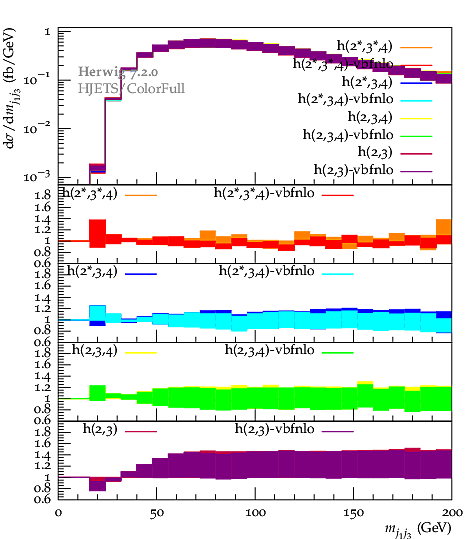 dσ/dm_{j1j3} (fb/GeV)
10⁻¹
10⁻²
10⁻³
Herwig 7.2.0
HJETS/ColorFull
h(2*,3*,4)
h(2*,3*,4)-vbfnlo
h(2*,3,4)
h(2*,3,4)-vbfnlo
h(2,3,4)
h(2,3,4)-vbfnlo
h(2,3)
h(2,3)-vbfnlo
h(2*,3*,4) h(2*,3*,4)-vbfnlo
1.8
1.6
1.4
1.2
1
0.8
0.6
h(2*,3,4) h(2*,3,4)-vbfnlo
1.8
1.6
1.4
1.2
1
0.8
0.6
h(2,3,4) h(2,3,4)-vbfnlo
1.8
1.6
1.4
1.2
1
0.8
0.6
h(2,3) h(2,3)-vbfnlo
1.8
1.6
1.4
1.2
1
0.8
0.6
0 50 100 150 200
m_{j1j3} (GeV)